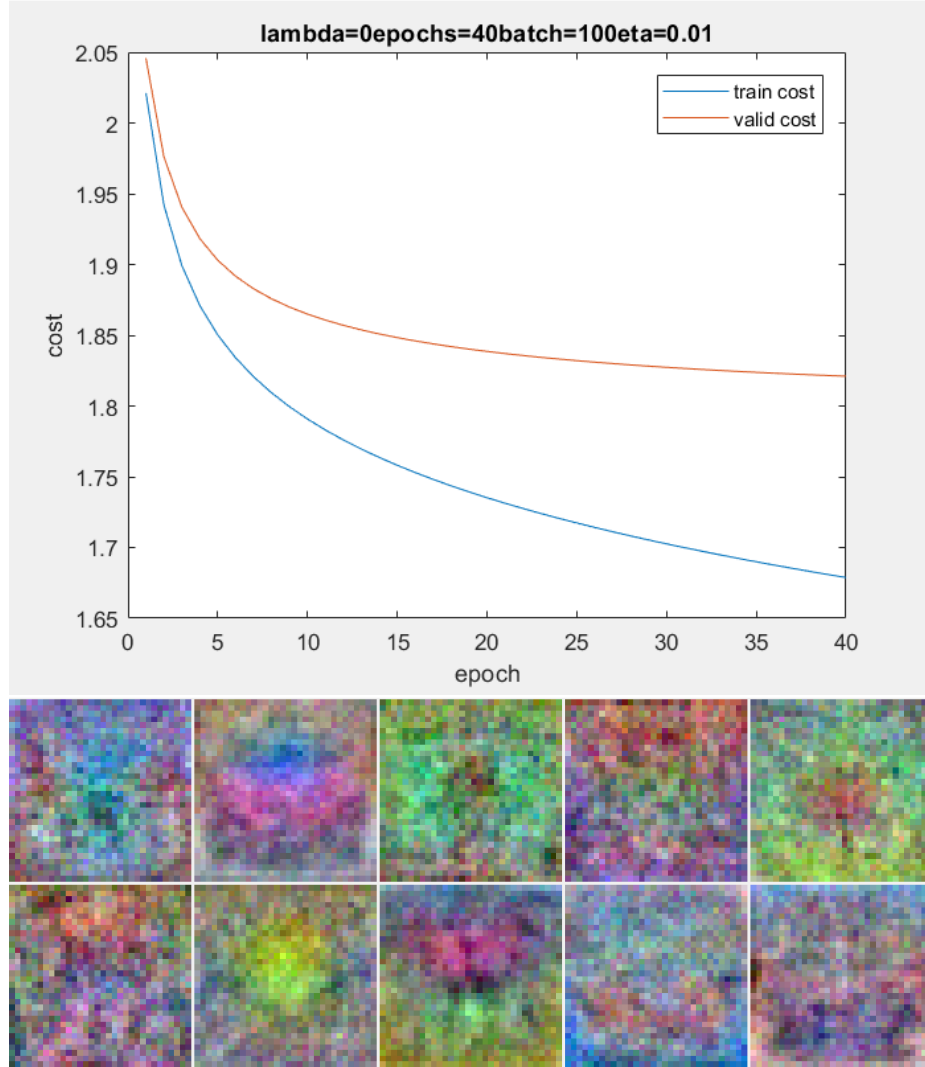 lambda=0epochs=40batch=100eta=0.01
2.05
train cost
valid cost
2
1.95
1.9
1.85
cost
1.8
1.75
1.7
1.65
0 5 10 15 20 25 30 35 40
epoch